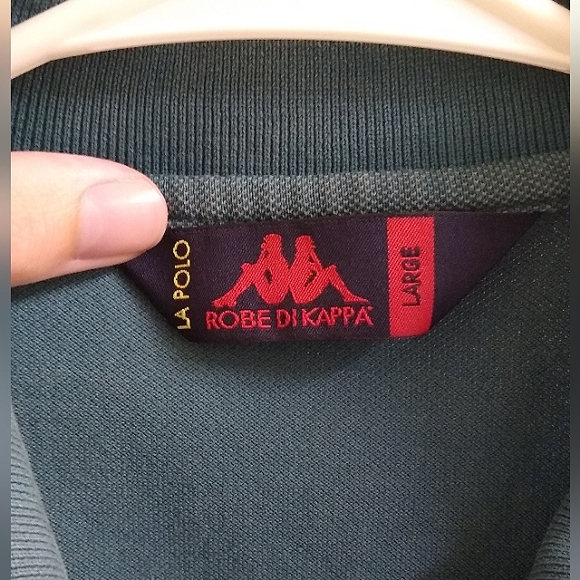 LA POLO
ROBE DI KAPPA
LARGE